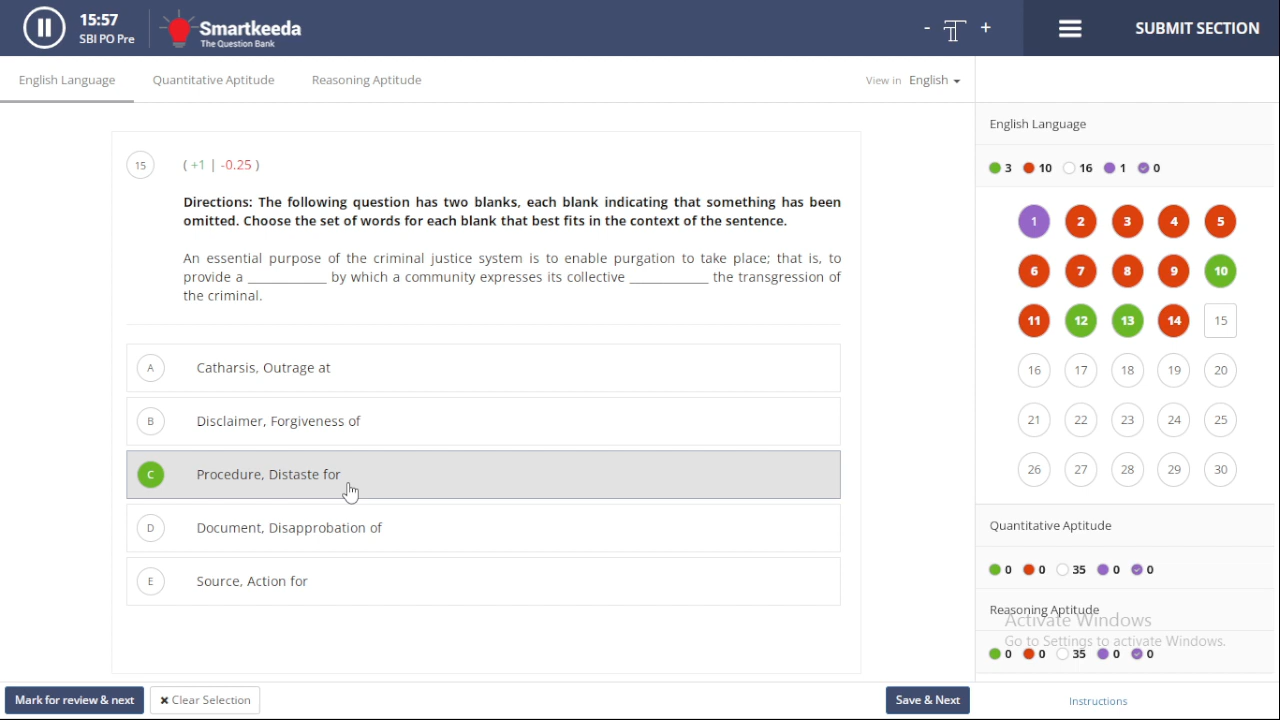 15:57
SBI PO Pre
Smartkeeda
The Question Bank
- T +
SUBMIT SECTION
English Language
Quantitative Aptitude
Reasoning Aptitude
View in English
15
( +1 | -0.25 )
Directions: The following question has two blanks, each blank indicating that something has been
omitted. Choose the set of words for each blank that best fits in the context of the sentence.
An essential purpose of the criminal justice system is to enable purgation to take place; that is, to
provide a ____________ by which a community expresses its collective ____________ the transgression of
the criminal.
A Catharsis, Outrage at
B Disclaimer, Forgiveness of
C Procedure, Distaste for
D Document, Disapprobation of
E Source, Action for
Mark for review & next
✖ Clear Selection
Save & Next
English Language
3 10 16 1 0
1 2 3 4 5
6 7 8 9 10
11 12 13 14 15
16 17 18 19 20
21 22 23 24 25
26 27 28 29 30
Quantitative Aptitude
0 0 35 0 0
Reasoning Aptitude
Activate Windows
Go to Settings to activate Windows.
0 0 35 0 0
Instructions